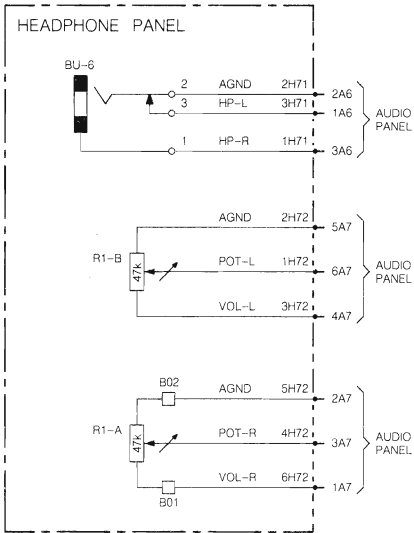 HEADPHONE PANEL
BU-6
2 AGND 2H71 2A6
3 HP-L 3H71 1A6
AUDIO
PANEL
1 HP-R 1H71 3A6
AGND 2H72 5A7
R1-B 47k POT-L 1H72 6A7
AUDIO
PANEL
VOL-L 3H72 4A7
B02 AGND 5H72 2A7
R1-A 47k POT-R 4H72 3A7
AUDIO
PANEL
VOL-R 6H72 1A7
B01